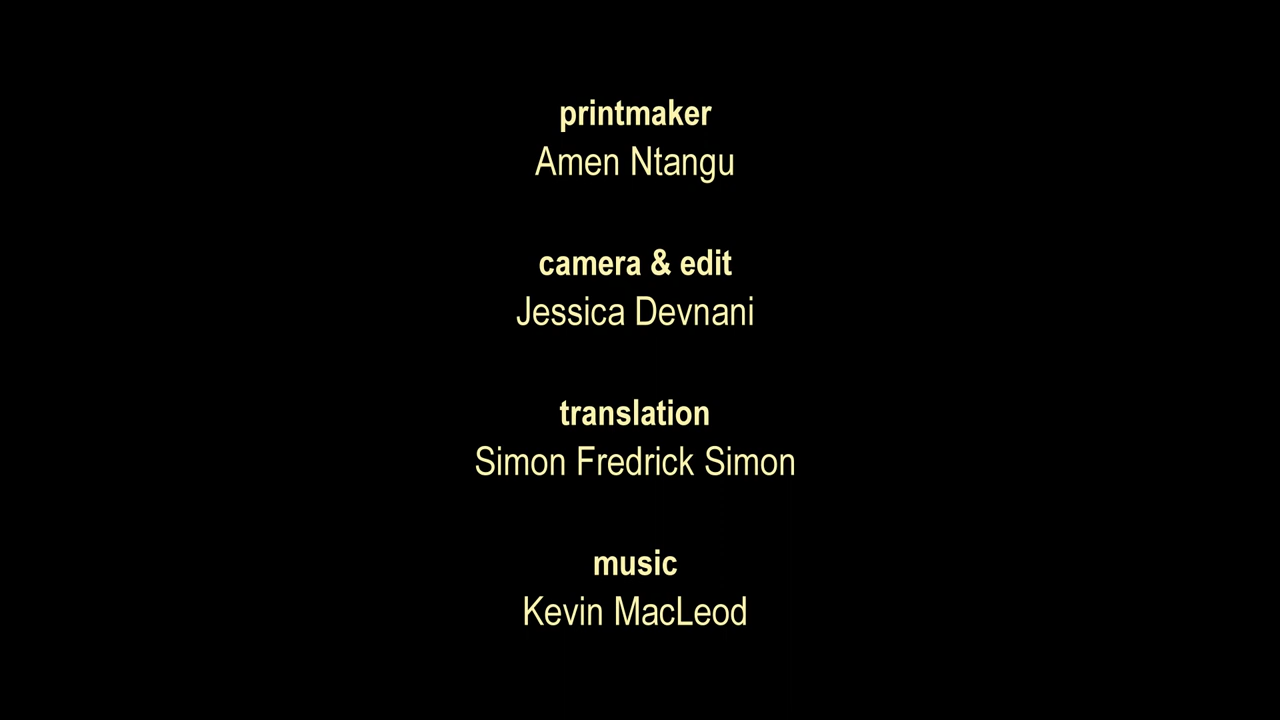 printmaker
Amen Ntangu
camera & edit
Jessica Devnani
translation
Simon Fredrick Simon
music
Kevin MacLeod